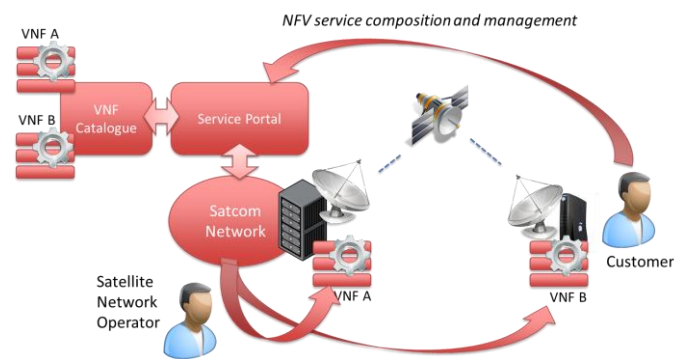 NFV service composition and management
VNF A
VNF
Catalogue
Service Portal
VNF B
Satcom
Network
Satellite
Network
Operator
VNF A
VNF B
Customer